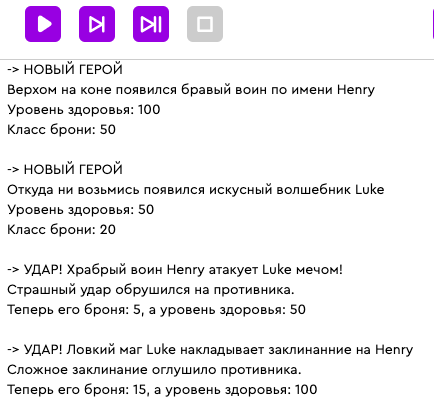 -> НОВЫЙ ГЕРОЙ
Верхом на коне появился бравый воин по имени Henry
Уровень здоровья: 100
Класс брони: 50
-> НОВЫЙ ГЕРОЙ
Откуда ни возьмись появился искусный волшебник Luke
Уровень здоровья: 50
Класс брони: 20
-> УДАР! Храбрый воин Henry атакует Luke мечом!
Страшный удар обрушился на противника.
Теперь его броня: 5, а уровень здоровья: 50
-> УДАР! Ловкий маг Luke накладывает заклинанние на Henry
Сложное заклинание оглушило противника.
Теперь его броня: 15, а уровень здоровья: 100